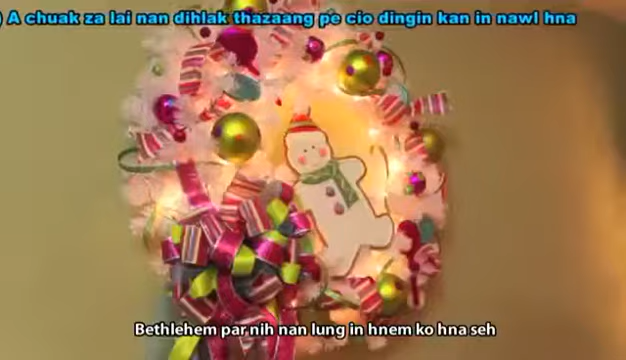 ) A chuak za lai nan dihlak thazaang pe cio dingin kan in nawl hna
Bethlehem par nih nan lung in hnem ko hna seh